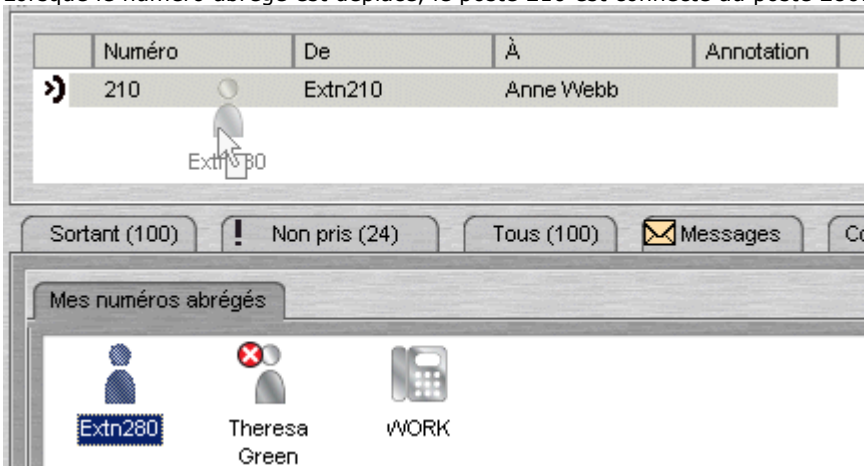 Lorsque le numéro abrégé est déplacé, le poste 210 est connecté au poste 280.
Numéro De À Annotation
210 Extn210 Anne Webb
Sortant (100) Non pris (24) Tous (100) Messages
Mes numéros abrégés
Extn280 Theresa Green WORK